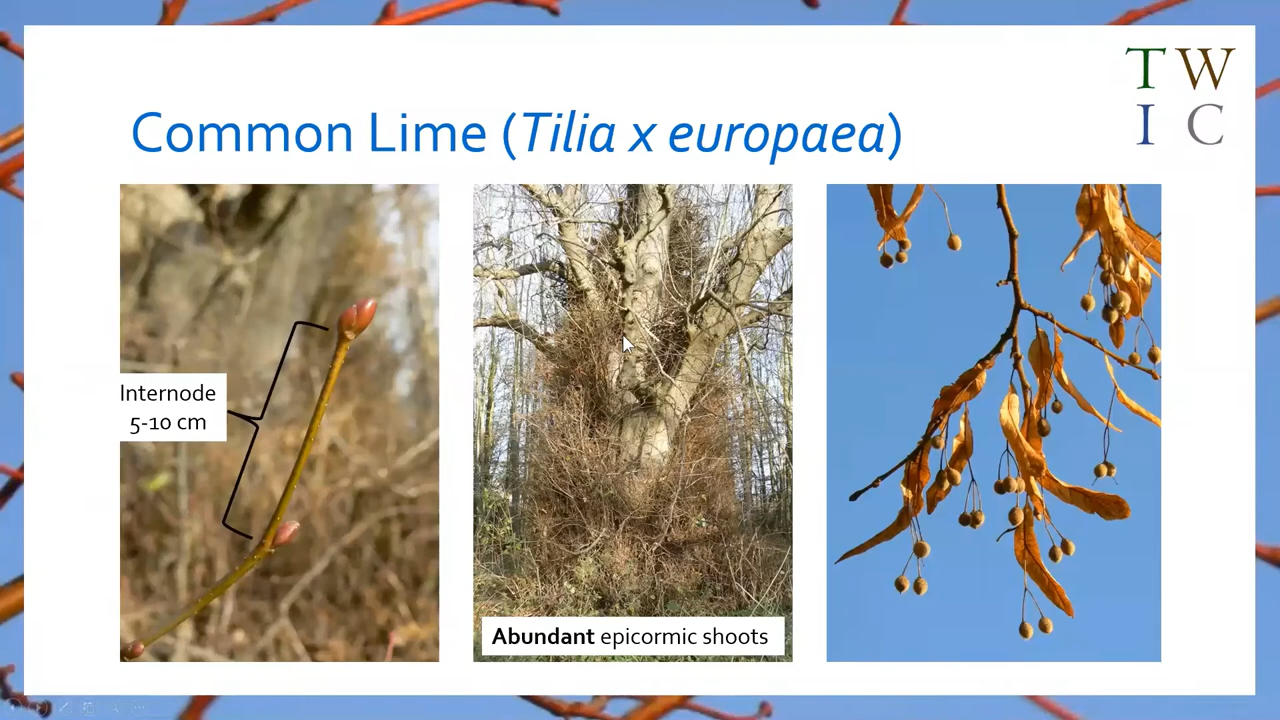 T W
I C
Common Lime (Tilia x europaea)
Internode
5-10 cm
Abundant epicormic shoots